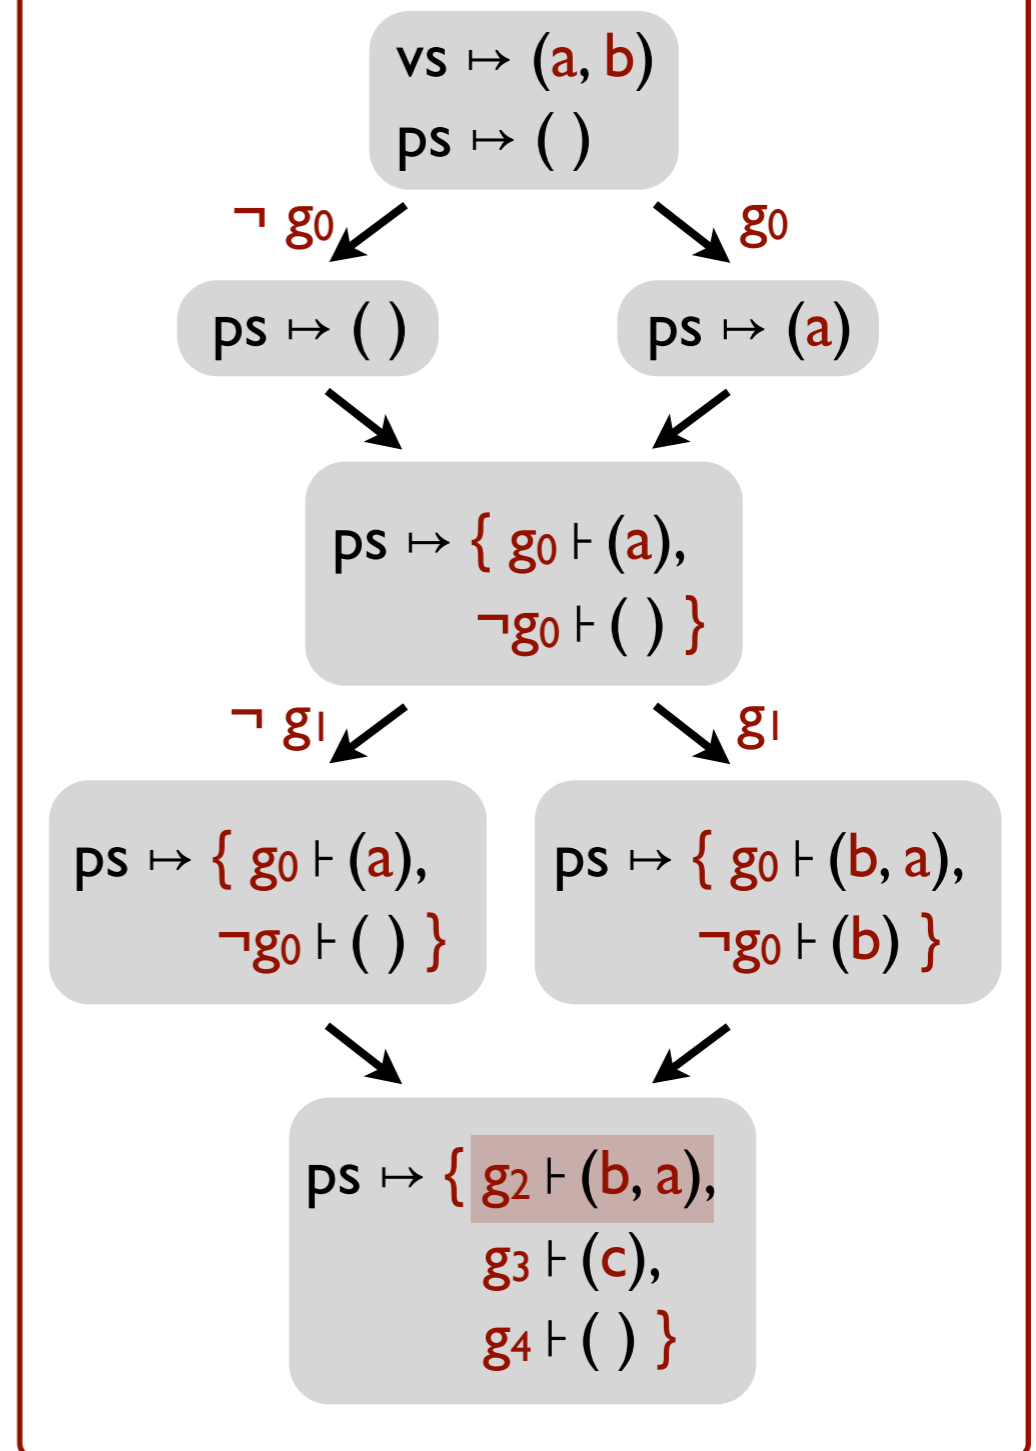 vs ↦ (a, b)
ps ↦ ( )
¬ g₀
g₀
ps ↦ ( )
ps ↦ (a)
ps ↦ { g₀ ⊦ (a),
¬g₀ ⊦ ( ) }
¬ g₁
g₁
ps ↦ { g₀ ⊦ (a),
¬g₀ ⊦ ( ) }
ps ↦ { g₀ ⊦ (b, a),
¬g₀ ⊦ (b) }
ps ↦ { g₂ ⊦ (b, a),
g₃ ⊦ (c),
g₄ ⊦ ( ) }